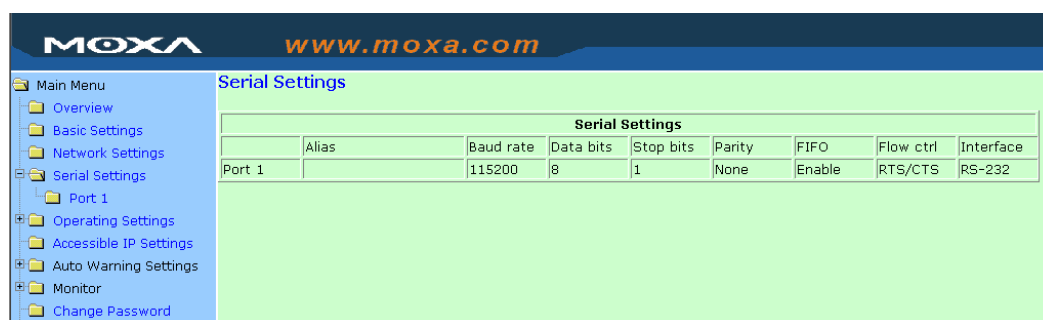 MOXA www.moxa.com
Main Menu
Overview
Basic Settings
Network Settings
Serial Settings
Port 1
Operating Settings
Accessible IP Settings
Auto Warning Settings
Monitor
Change Password
Serial Settings
Serial Settings
Alias Baud rate Data bits Stop bits Parity FIFO Flow ctrl Interface
Port 1 115200 8 1 None Enable RTS/CTS RS-232